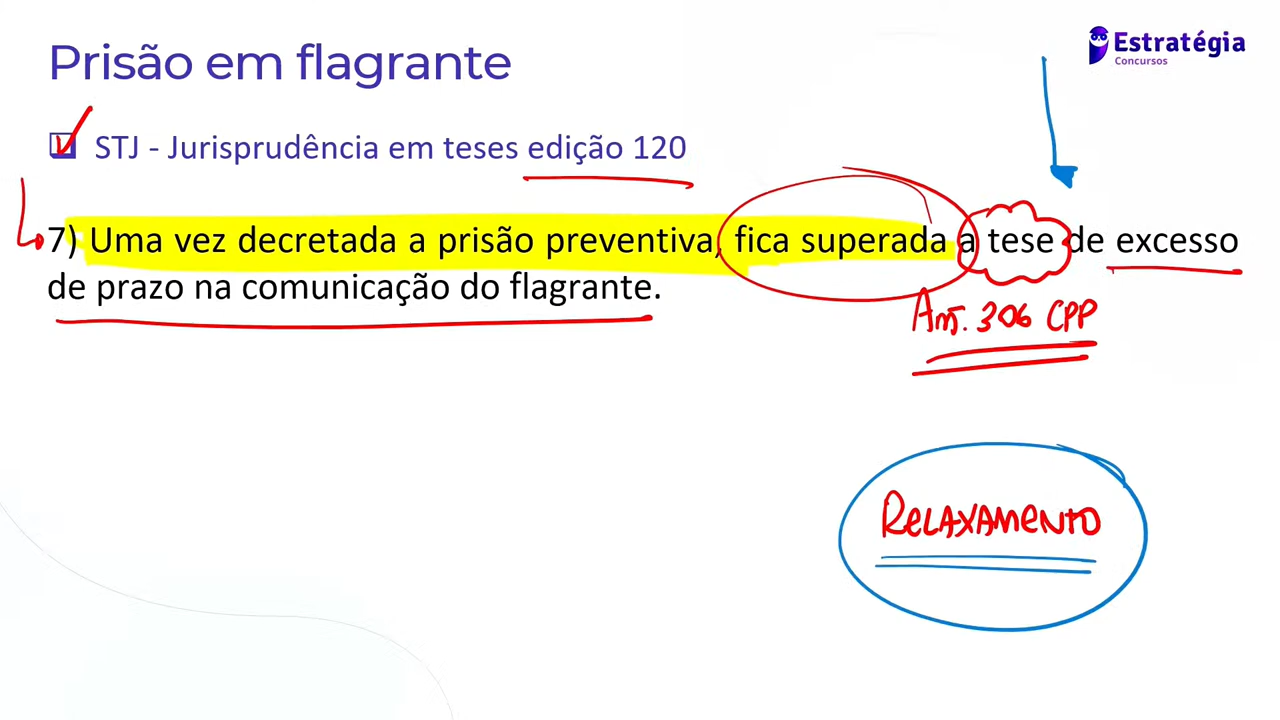 Prisão em flagrante
Estratégia
Concursos
STJ - Jurisprudência em teses edição 120
7) Uma vez decretada a prisão preventiva, fica superada a tese de excesso
de prazo na comunicação do flagrante.
Art. 306 CPP
RELAXAMENTO